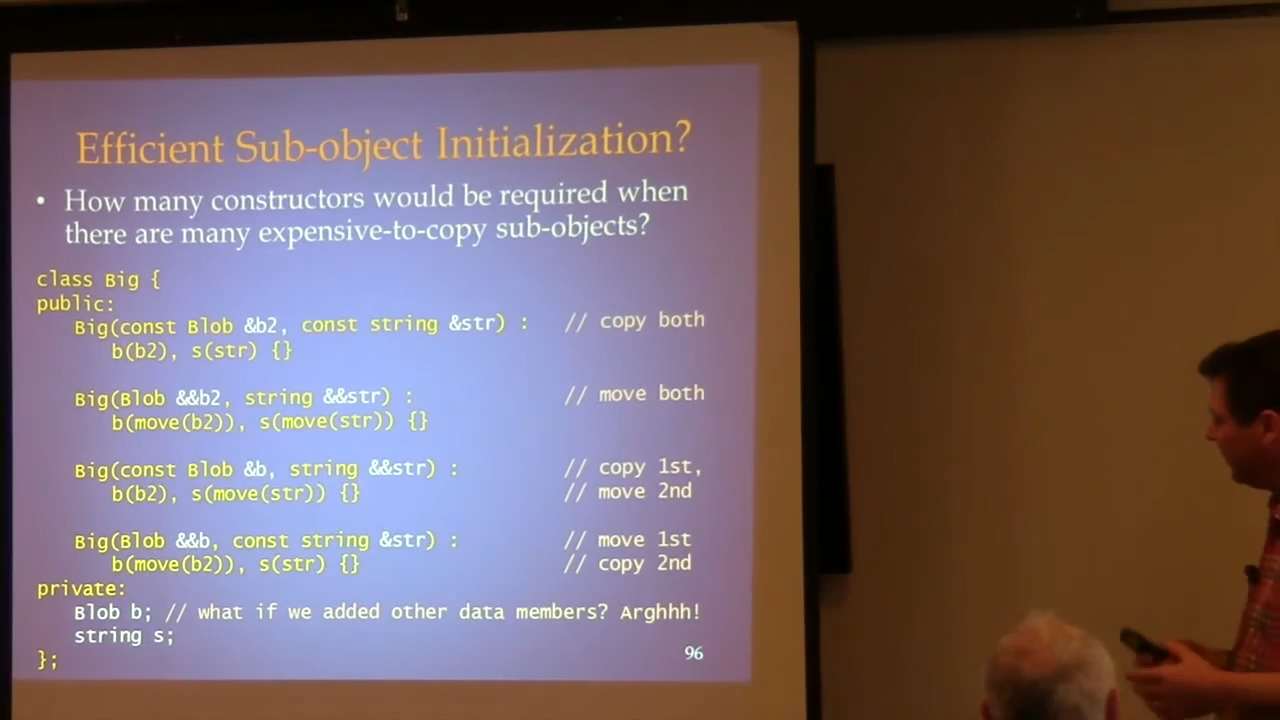 Efficient Sub-object Initialization?
• How many constructors would be required when
there are many expensive-to-copy sub-objects?
class Big {
public:
Big(const Blob &b2, const string &str) : // copy both
b(b2), s(str) {}
Big(Blob &&b2, string &&str) : // move both
b(move(b2)), s(move(str)) {}
Big(const Blob &b, string &&str) : // copy 1st,
b(b2), s(move(str)) {} // move 2nd
Big(Blob &&b, const string &str) : // move 1st
b(move(b2)), s(str) {} // copy 2nd
private:
Blob b; // what if we added other data members? Arghhh!
string s;
};
96